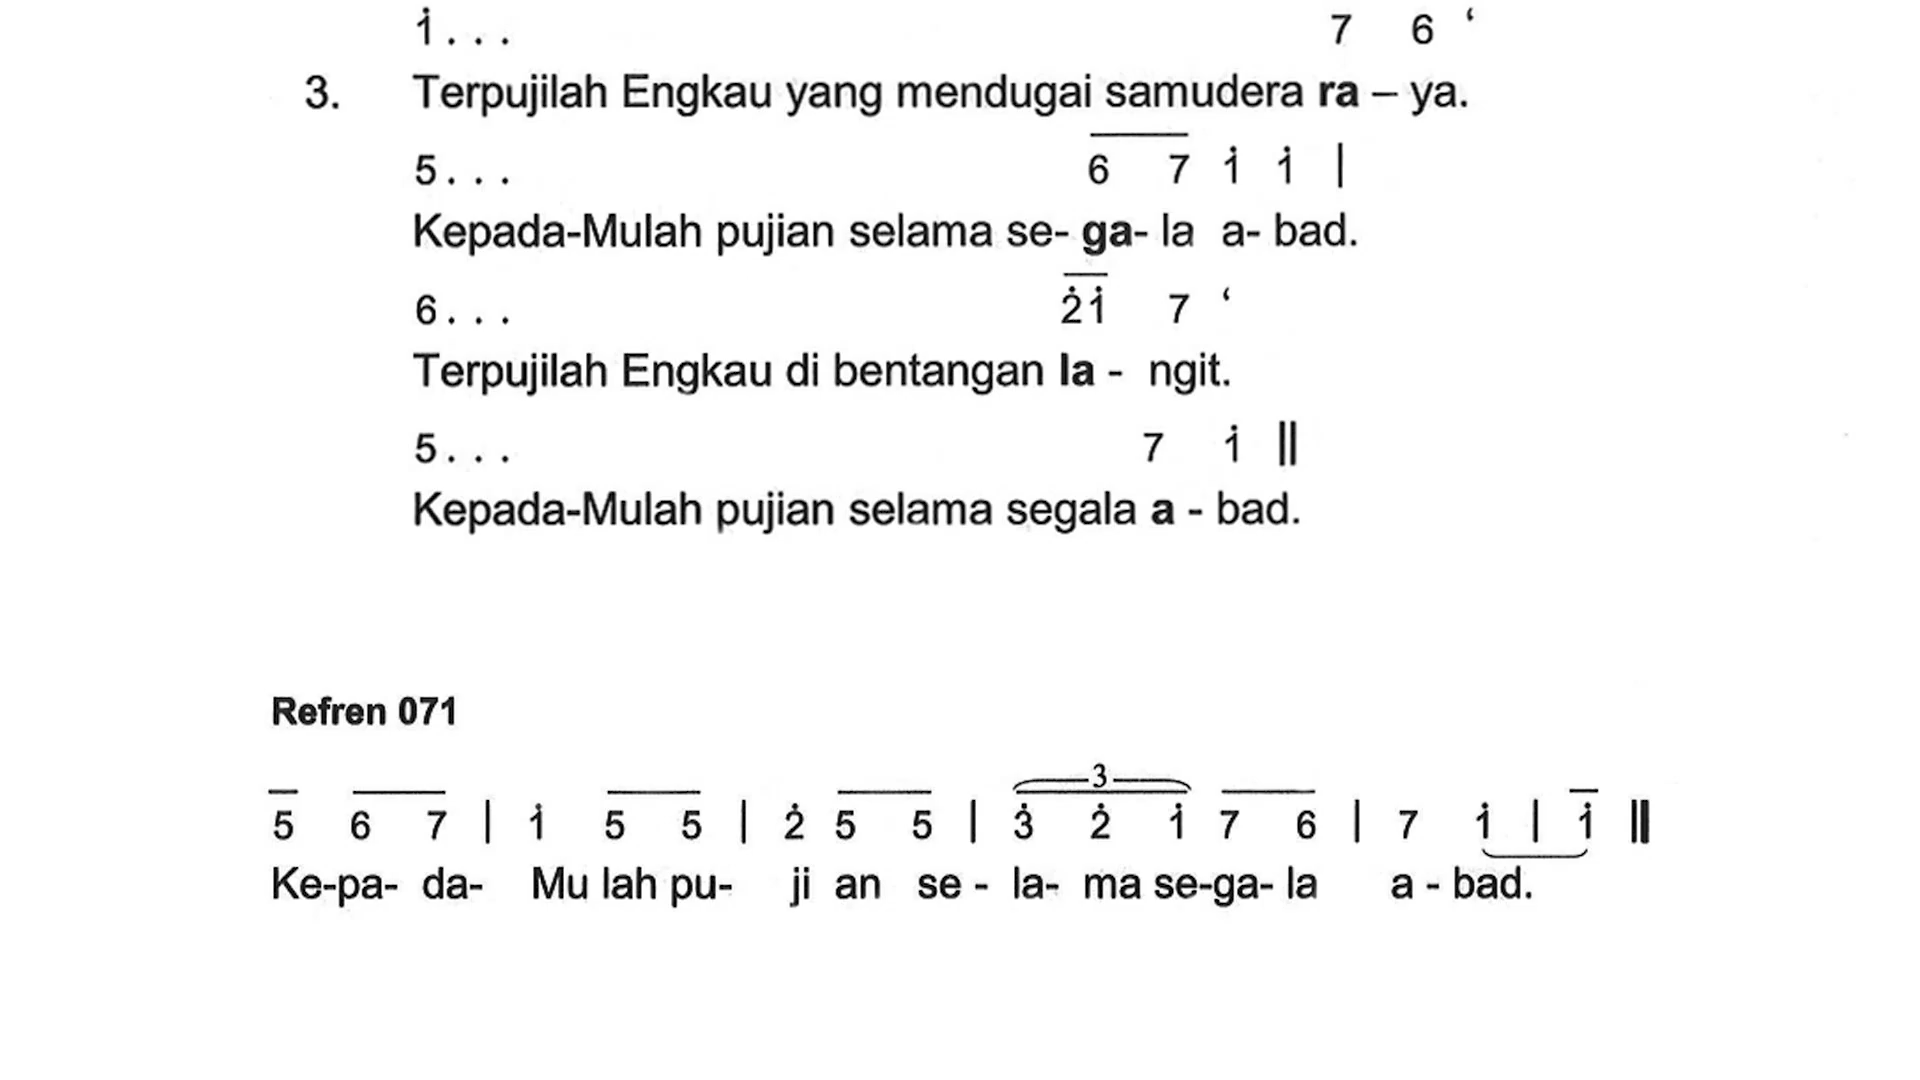 1̇ . . . 7 6 ‘
3. Terpujilah Engkau yang mendugai samudera ra – ya.
5 . . . 6 7 1̇ 1̇ |
Kepada-Mulah pujian selama se- ga- la a- bad.
6 . . . 2̇1̇ 7 ‘
Terpujilah Engkau di bentangan la - ngit.
5 . . . 7 1̇ ||
Kepada-Mulah pujian selama segala a - bad.
Refren 071
3
5 6 7 | 1̇ 5 5 | 2̇ 5 5 | 3̇ 2̇ 1̇ 7 6 | 7 1̇ | 1̇ ||
Ke-pa- da- Mu lah pu- ji an se - la- ma se-ga- la a - bad.